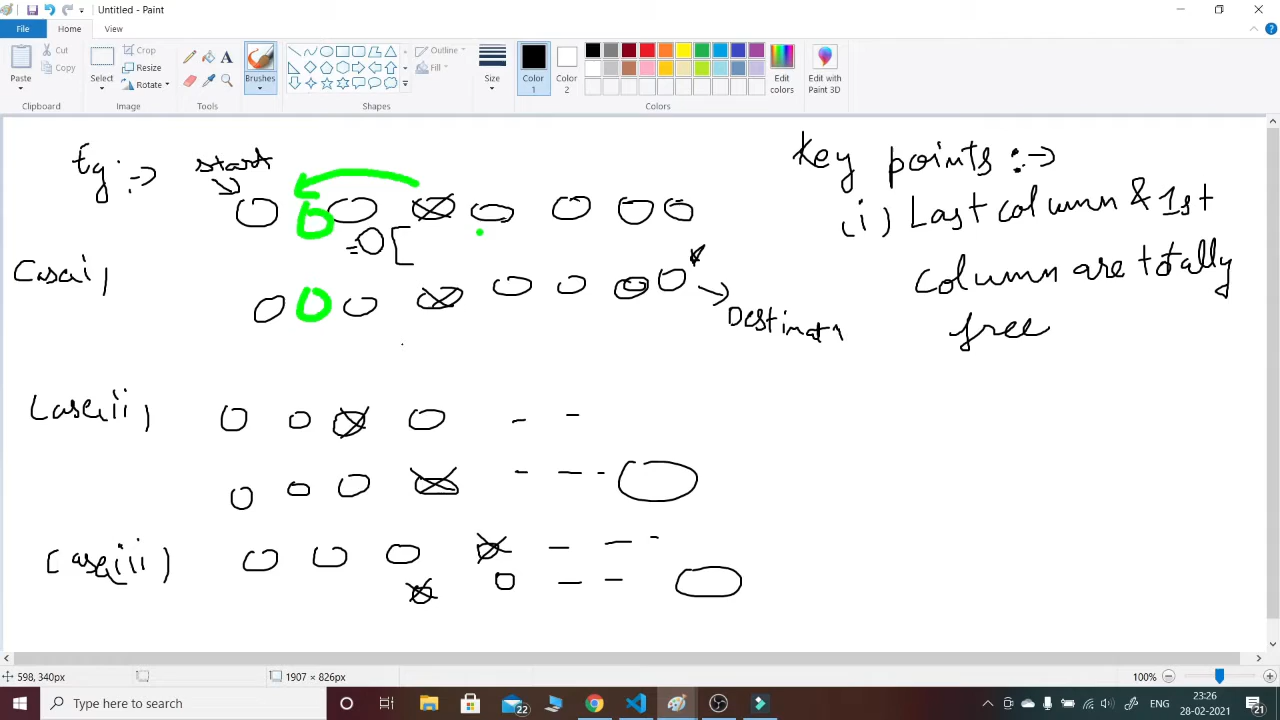 Untitled - Paint
File Home View
Paste Cut Copy Clipboard
Select Crop Resize Rotate Image
Tools
Brushes
Outline Fill Shapes
Size
Color 1
Color 2
Edit colors
Edit with Paint 3D
Colors
Eg :->
start
Key points :->
(i) Last column & 1st
column are totally
free
Case i)
Destinatn
Case ii)
Case iii)
598, 340px
1907 × 826px
100%
Type here to search
22
ENG
23:26
28-02-2021
21